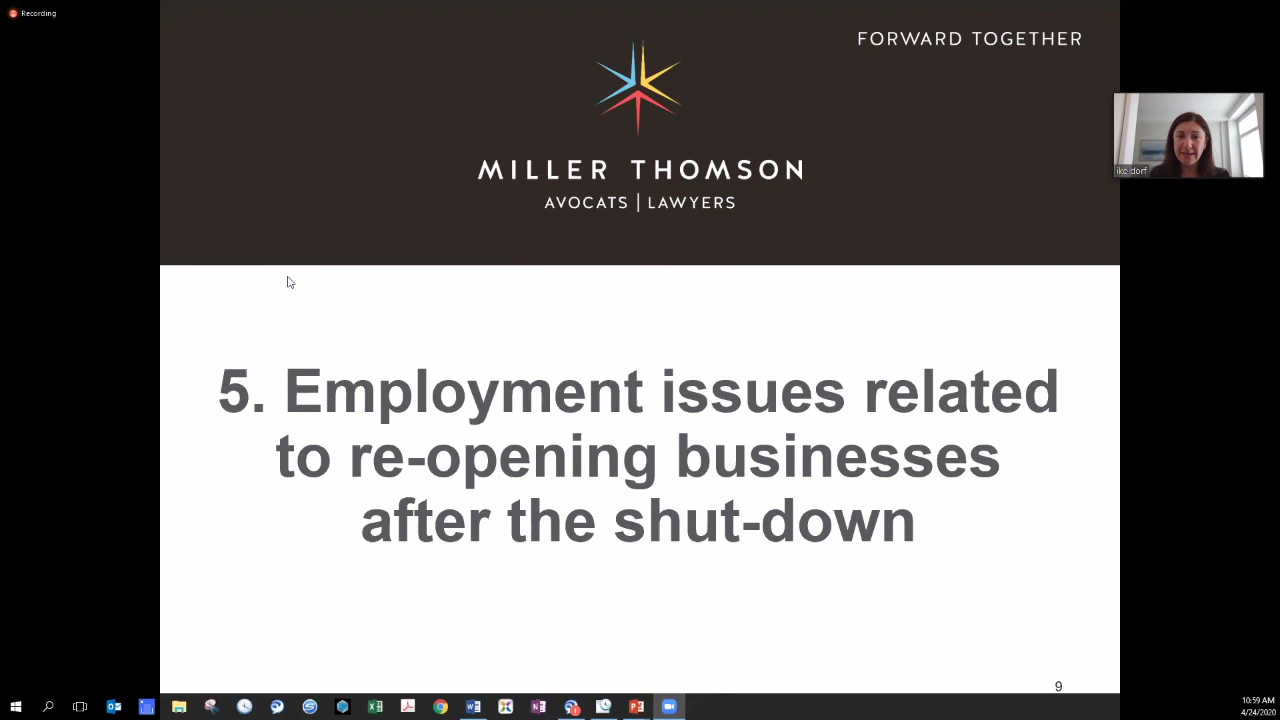 Recording
FORWARD TOGETHER
MILLER THOMSON
AVOCATS | LAWYERS
ikoldorf
5. Employment issues related
to re-opening businesses
after the shut-down
9
10:59 AM
4/24/2020